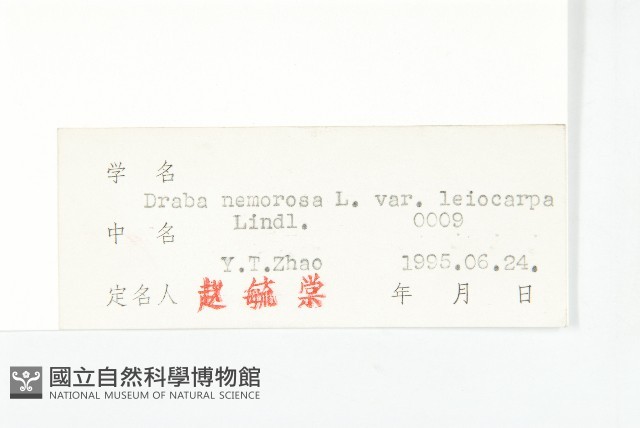 学 名
Draba nemorosa L. var. leiocarpa
Lindl. 0009
中 名
Y.T.Zhao 1995.06.24.
定名人 赵毓棠 年 月 日
國立自然科學博物館
NATIONAL MUSEUM OF NATURAL SCIENCE